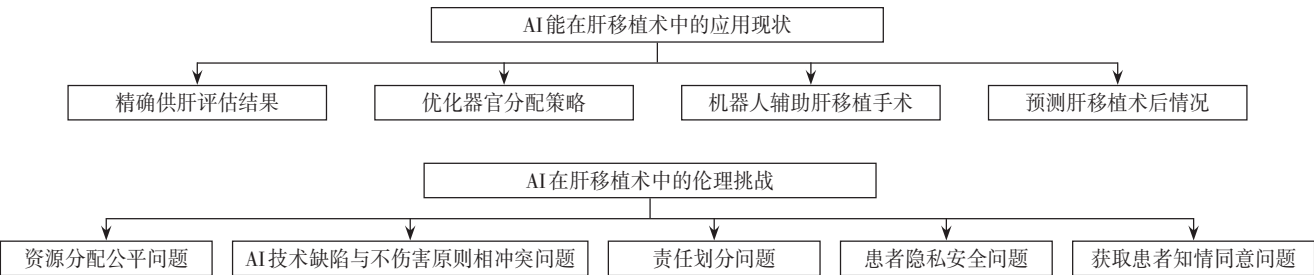 AI能在肝移植术中的应用现状
精确供肝评估结果
优化器官分配策略
机器人辅助肝移植手术
预测肝移植术后情况
AI在肝移植术中的伦理挑战
资源分配公平问题
AI技术缺陷与不伤害原则相冲突问题
责任划分问题
患者隐私安全问题
获取患者知情同意问题